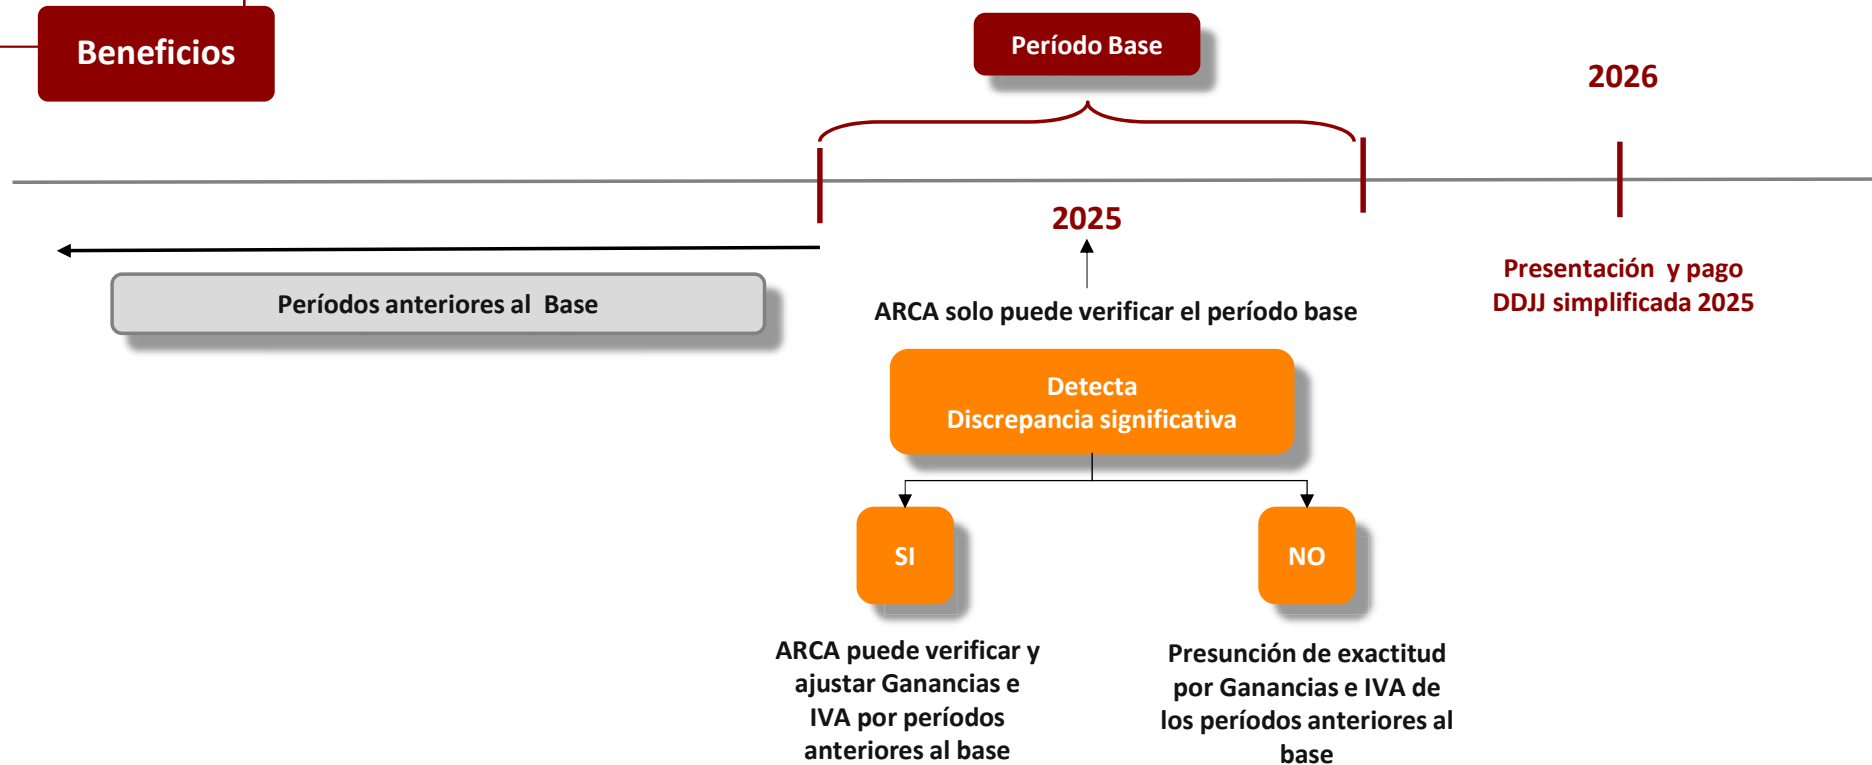 Beneficios
Período Base
2026
2025
Períodos anteriores al Base
ARCA solo puede verificar el período base
Presentación y pago
DDJJ simplificada 2025
Detecta
Discrepancia significativa
SI
NO
ARCA puede verificar y
ajustar Ganancias e
IVA por períodos
anteriores al base
Presunción de exactitud
por Ganancias e IVA de
los períodos anteriores al
base